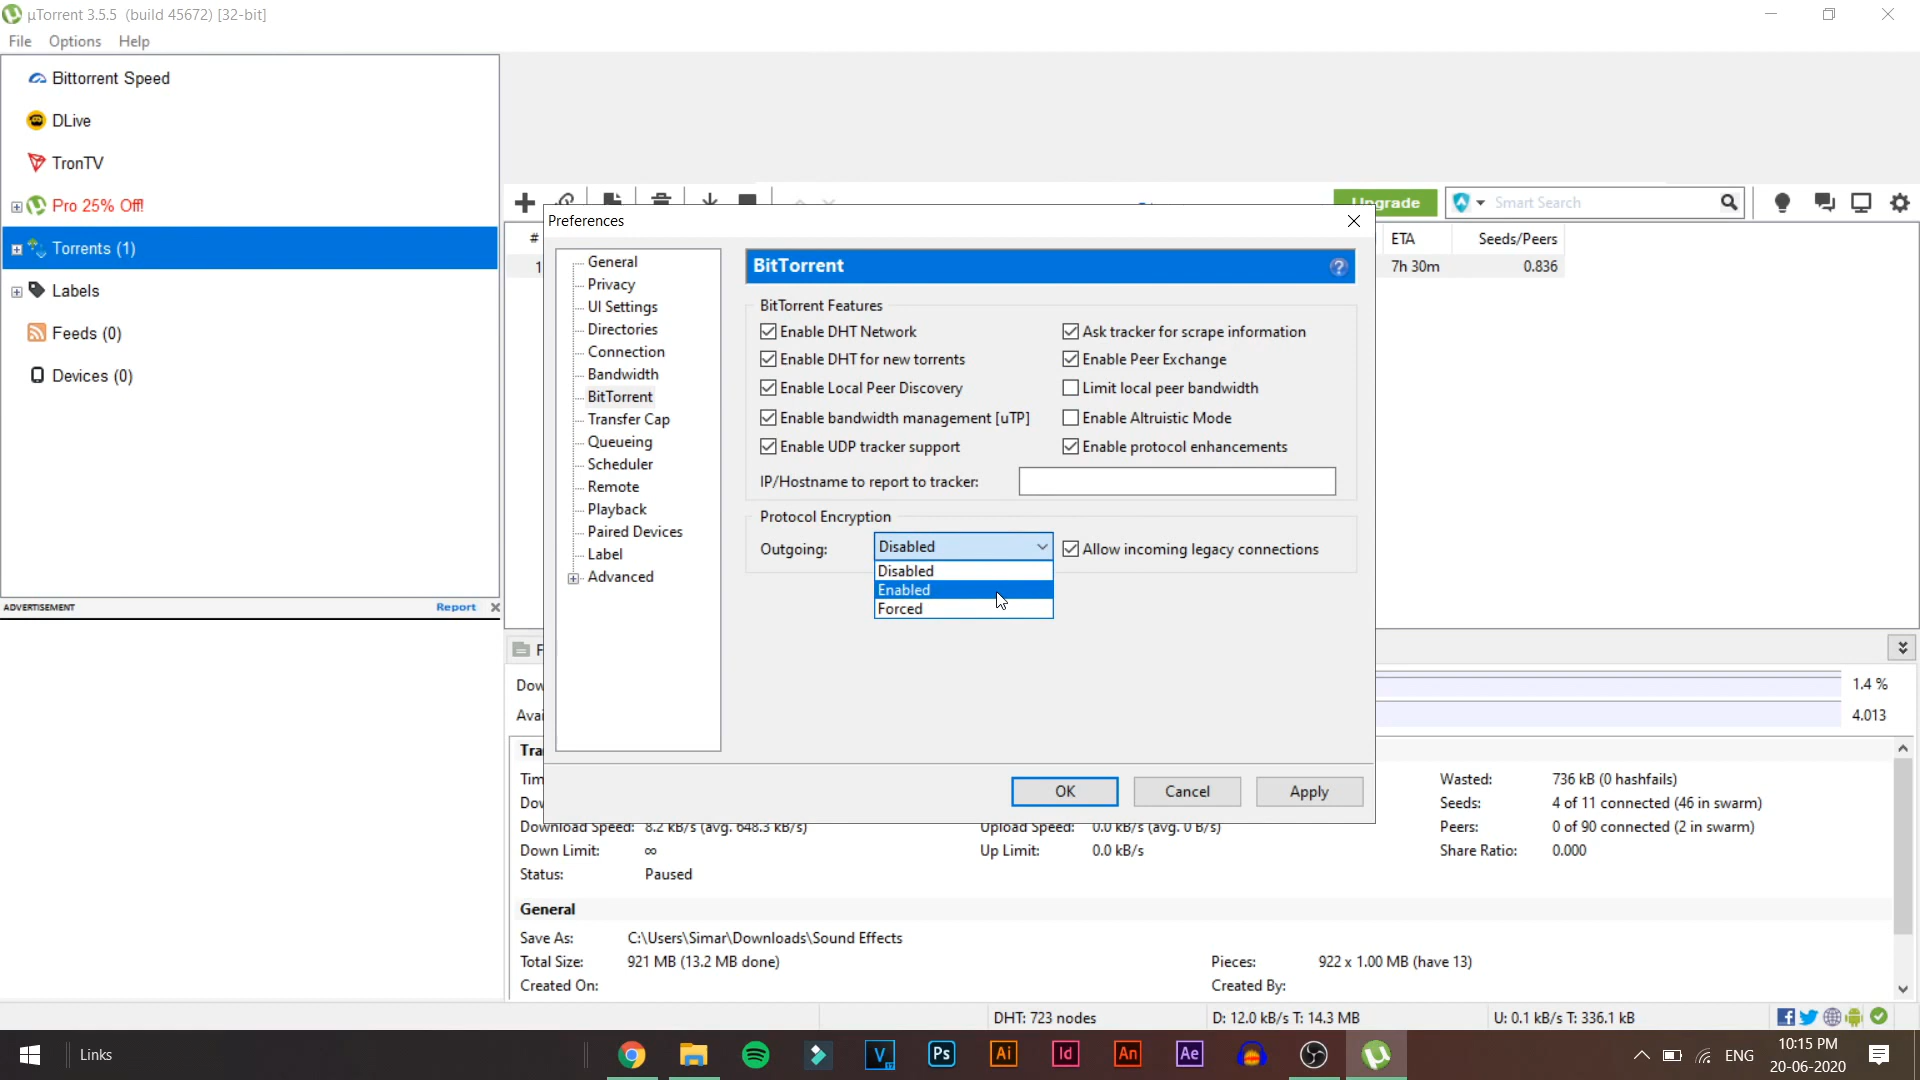 µTorrent 3.5.5 (build 45672) [32-bit]
File Options Help
Bittorrent Speed
DLive
TronTV
Pro 25% Off!
Torrents (1)
Labels
Feeds (0)
Devices (0)
ADVERTISEMENT Report
Upgrade Smart Search
# ETA Seeds/Peers
1 7h 30m 0.836
Preferences
General
Privacy
UI Settings
Directories
Connection
Bandwidth
BitTorrent
Transfer Cap
Queueing
Scheduler
Remote
Playback
Paired Devices
Label
Advanced
BitTorrent
BitTorrent Features
Enable DHT Network Ask tracker for scrape information
Enable DHT for new torrents Enable Peer Exchange
Enable Local Peer Discovery Limit local peer bandwidth
Enable bandwidth management [uTP] Enable Altruistic Mode
Enable UDP tracker support Enable protocol enhancements
IP/Hostname to report to tracker:
Protocol Encryption
Outgoing: Disabled Allow incoming legacy connections
Disabled
Enabled
Forced
OK Cancel Apply
1.4 %
4.013
Wasted: 736 kB (0 hashfails)
Seeds: 4 of 11 connected (46 in swarm)
Download Speed: 8.2 kB/s (avg. 648.3 kB/s) Upload Speed: 0.0 kB/s (avg. 0 B/s) Peers: 0 of 90 connected (2 in swarm)
Down Limit: ∞ Up Limit: 0.0 kB/s Share Ratio: 0.000
Status: Paused
General
Save As: C:\Users\Simar\Downloads\Sound Effects
Total Size: 921 MB (13.2 MB done) Pieces: 922 x 1.00 MB (have 13)
Created On: Created By:
DHT: 723 nodes D: 12.0 kB/s T: 14.3 MB U: 0.1 kB/s T: 336.1 kB
Links Ps Ai Id An Ae ENG 10:15 PM
20-06-2020